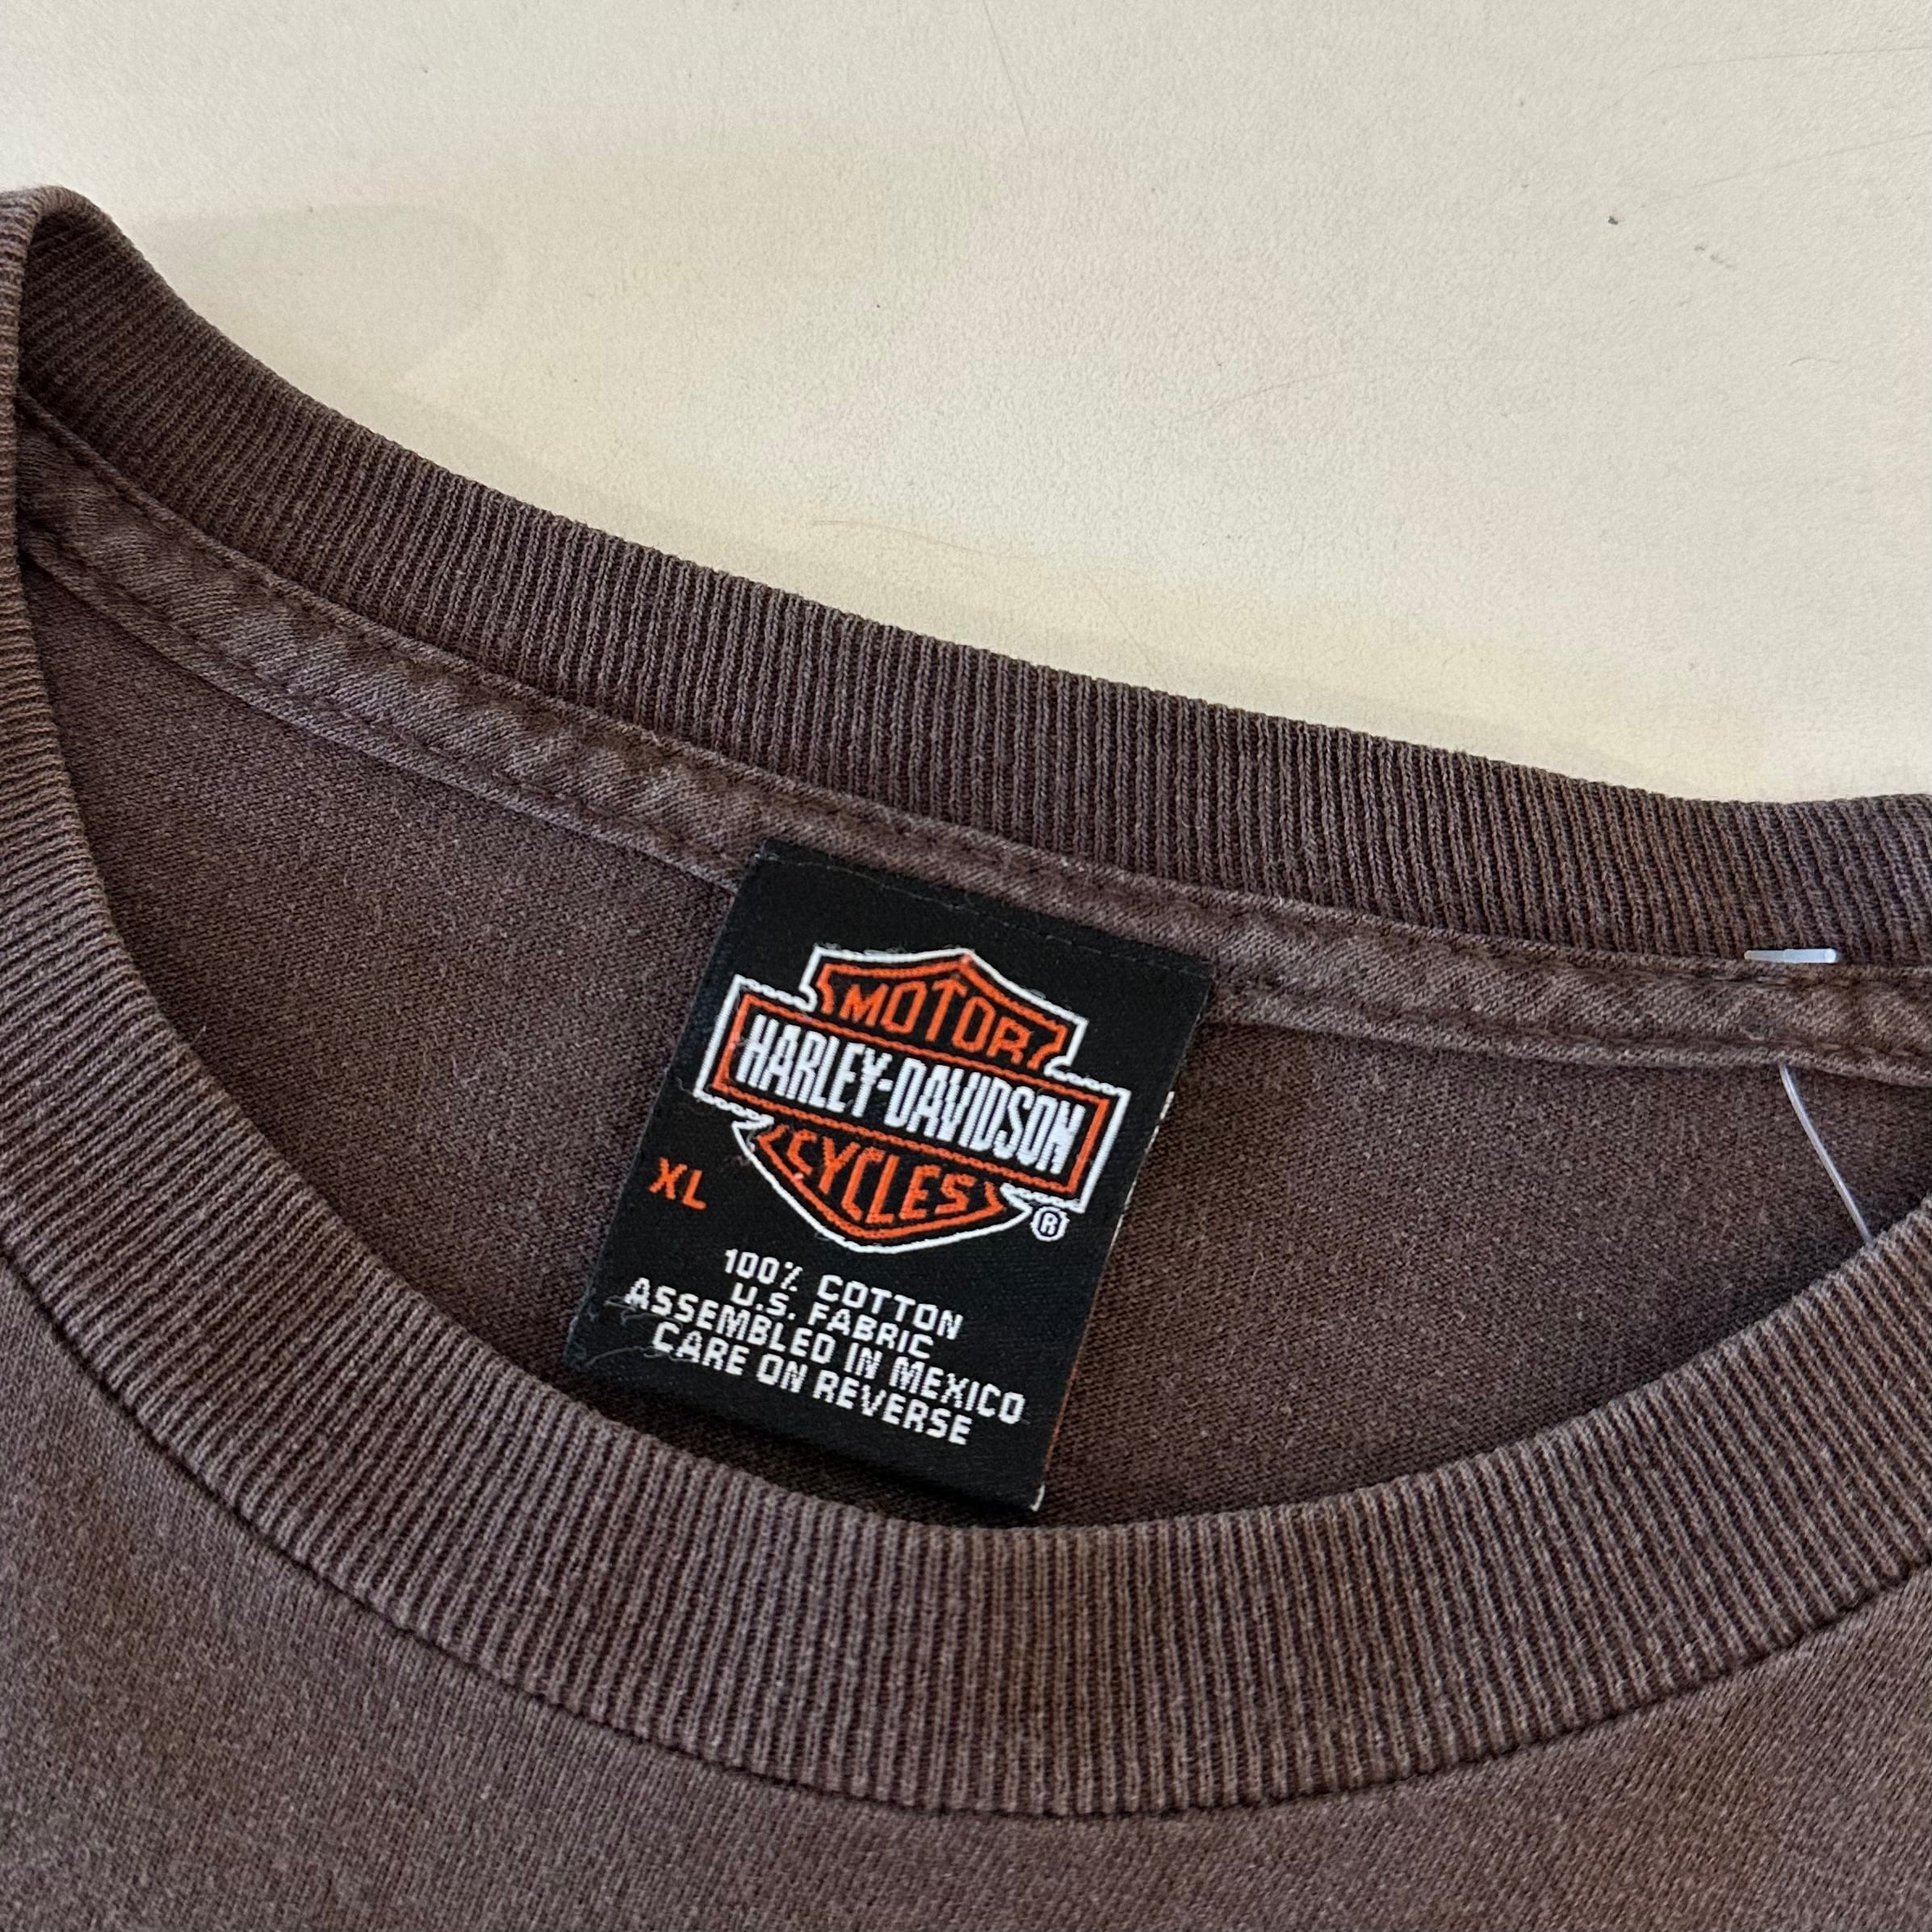 MOTOR
HARLEY-DAVIDSON
CYCLES
®
XL
100% COTTON
U.S. FABRIC
ASSEMBLED IN MEXICO
CARE ON REVERSE